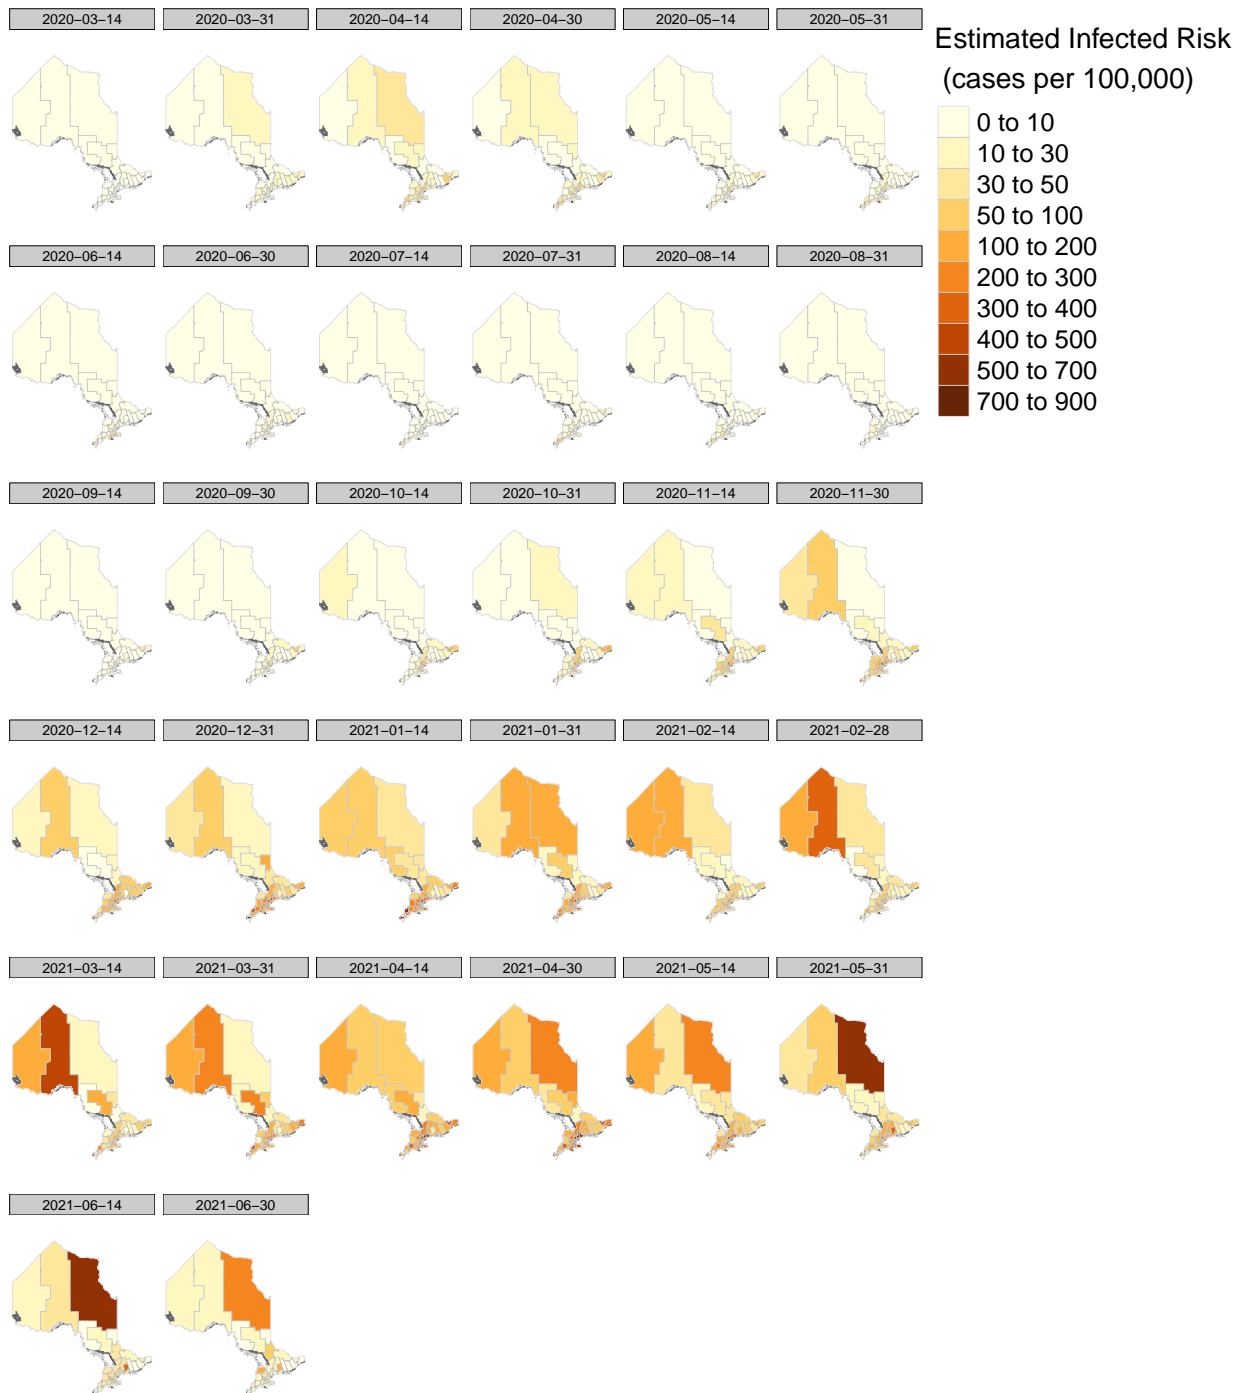 2020−03−14
2020−03−31
2020−04−14
2020−04−30
2020−05−14
2020−05−31
Estimated Infected Risk
(cases per 100,000)
0 to 10
10 to 30
30 to 50
50 to 100
100 to 200
200 to 300
300 to 400
400 to 500
500 to 700
700 to 900
2020−06−14
2020−06−30
2020−07−14
2020−07−31
2020−08−14
2020−08−31
2020−09−14
2020−09−30
2020−10−14
2020−10−31
2020−11−14
2020−11−30
2020−12−14
2020−12−31
2021−01−14
2021−01−31
2021−02−14
2021−02−28
2021−03−14
2021−03−31
2021−04−14
2021−04−30
2021−05−14
2021−05−31
2021−06−14
2021−06−30